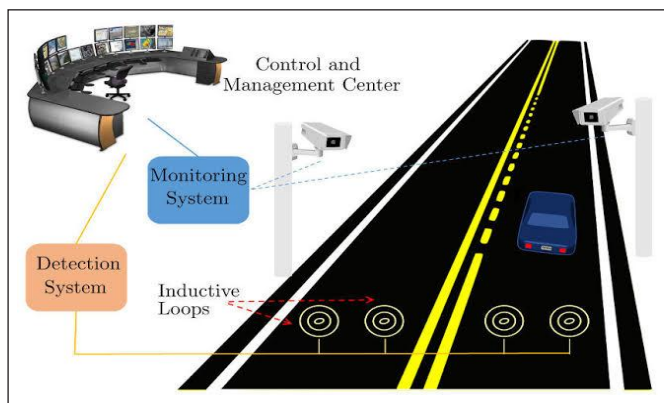 Control and
Management Center
Monitoring
System
Detection
System
Inductive
Loops